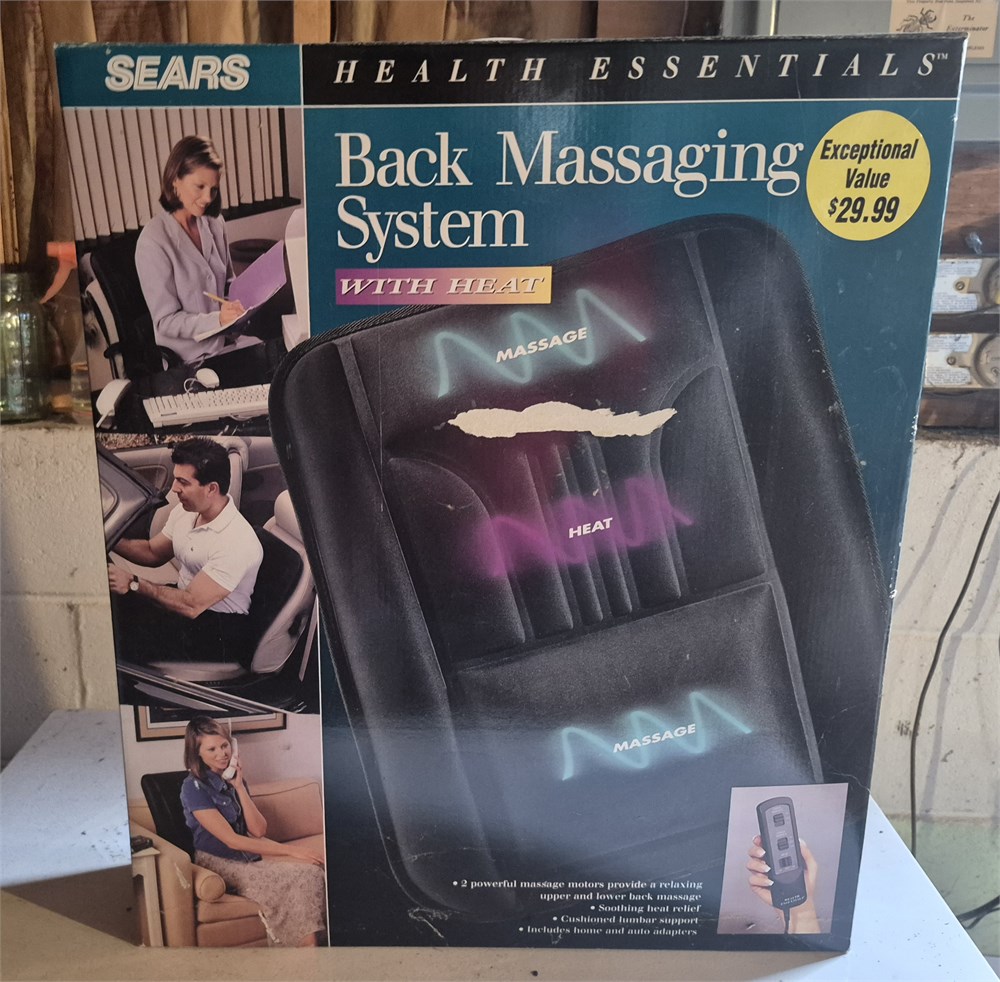 SEARS
HEALTH ESSENTIALS™
Back Massaging
System
WITH HEAT
Exceptional
Value
$29.99
MASSAGE
HEAT
MASSAGE
• 2 powerful massage motors provide a relaxing
upper and lower back massage
• Soothing heat relief
• Cushioned lumbar support
• Includes home and auto adapters
The